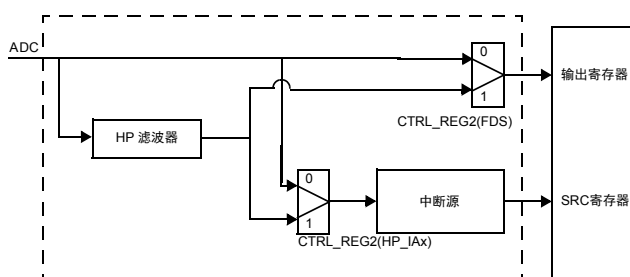 ADC
0
1
输出寄存器
CTRL_REG2(FDS)
HP 滤波器
0
1
中断源
SRC寄存器
CTRL_REG2(HP_IAx)